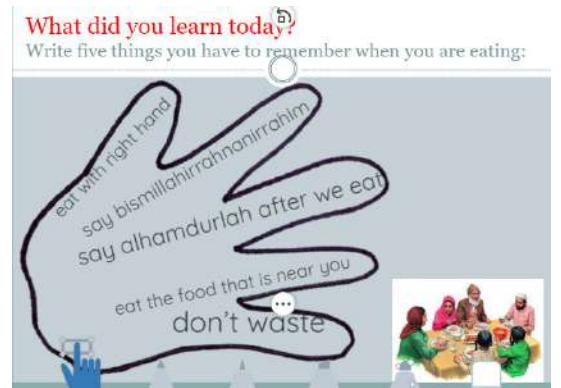 What did you learn today?
Write five things you have to remember when you are eating:
eat with right hand
say bismillahirrahnanirrahim
say alhamdurlah after we eat
eat the food that is near you
don't waste